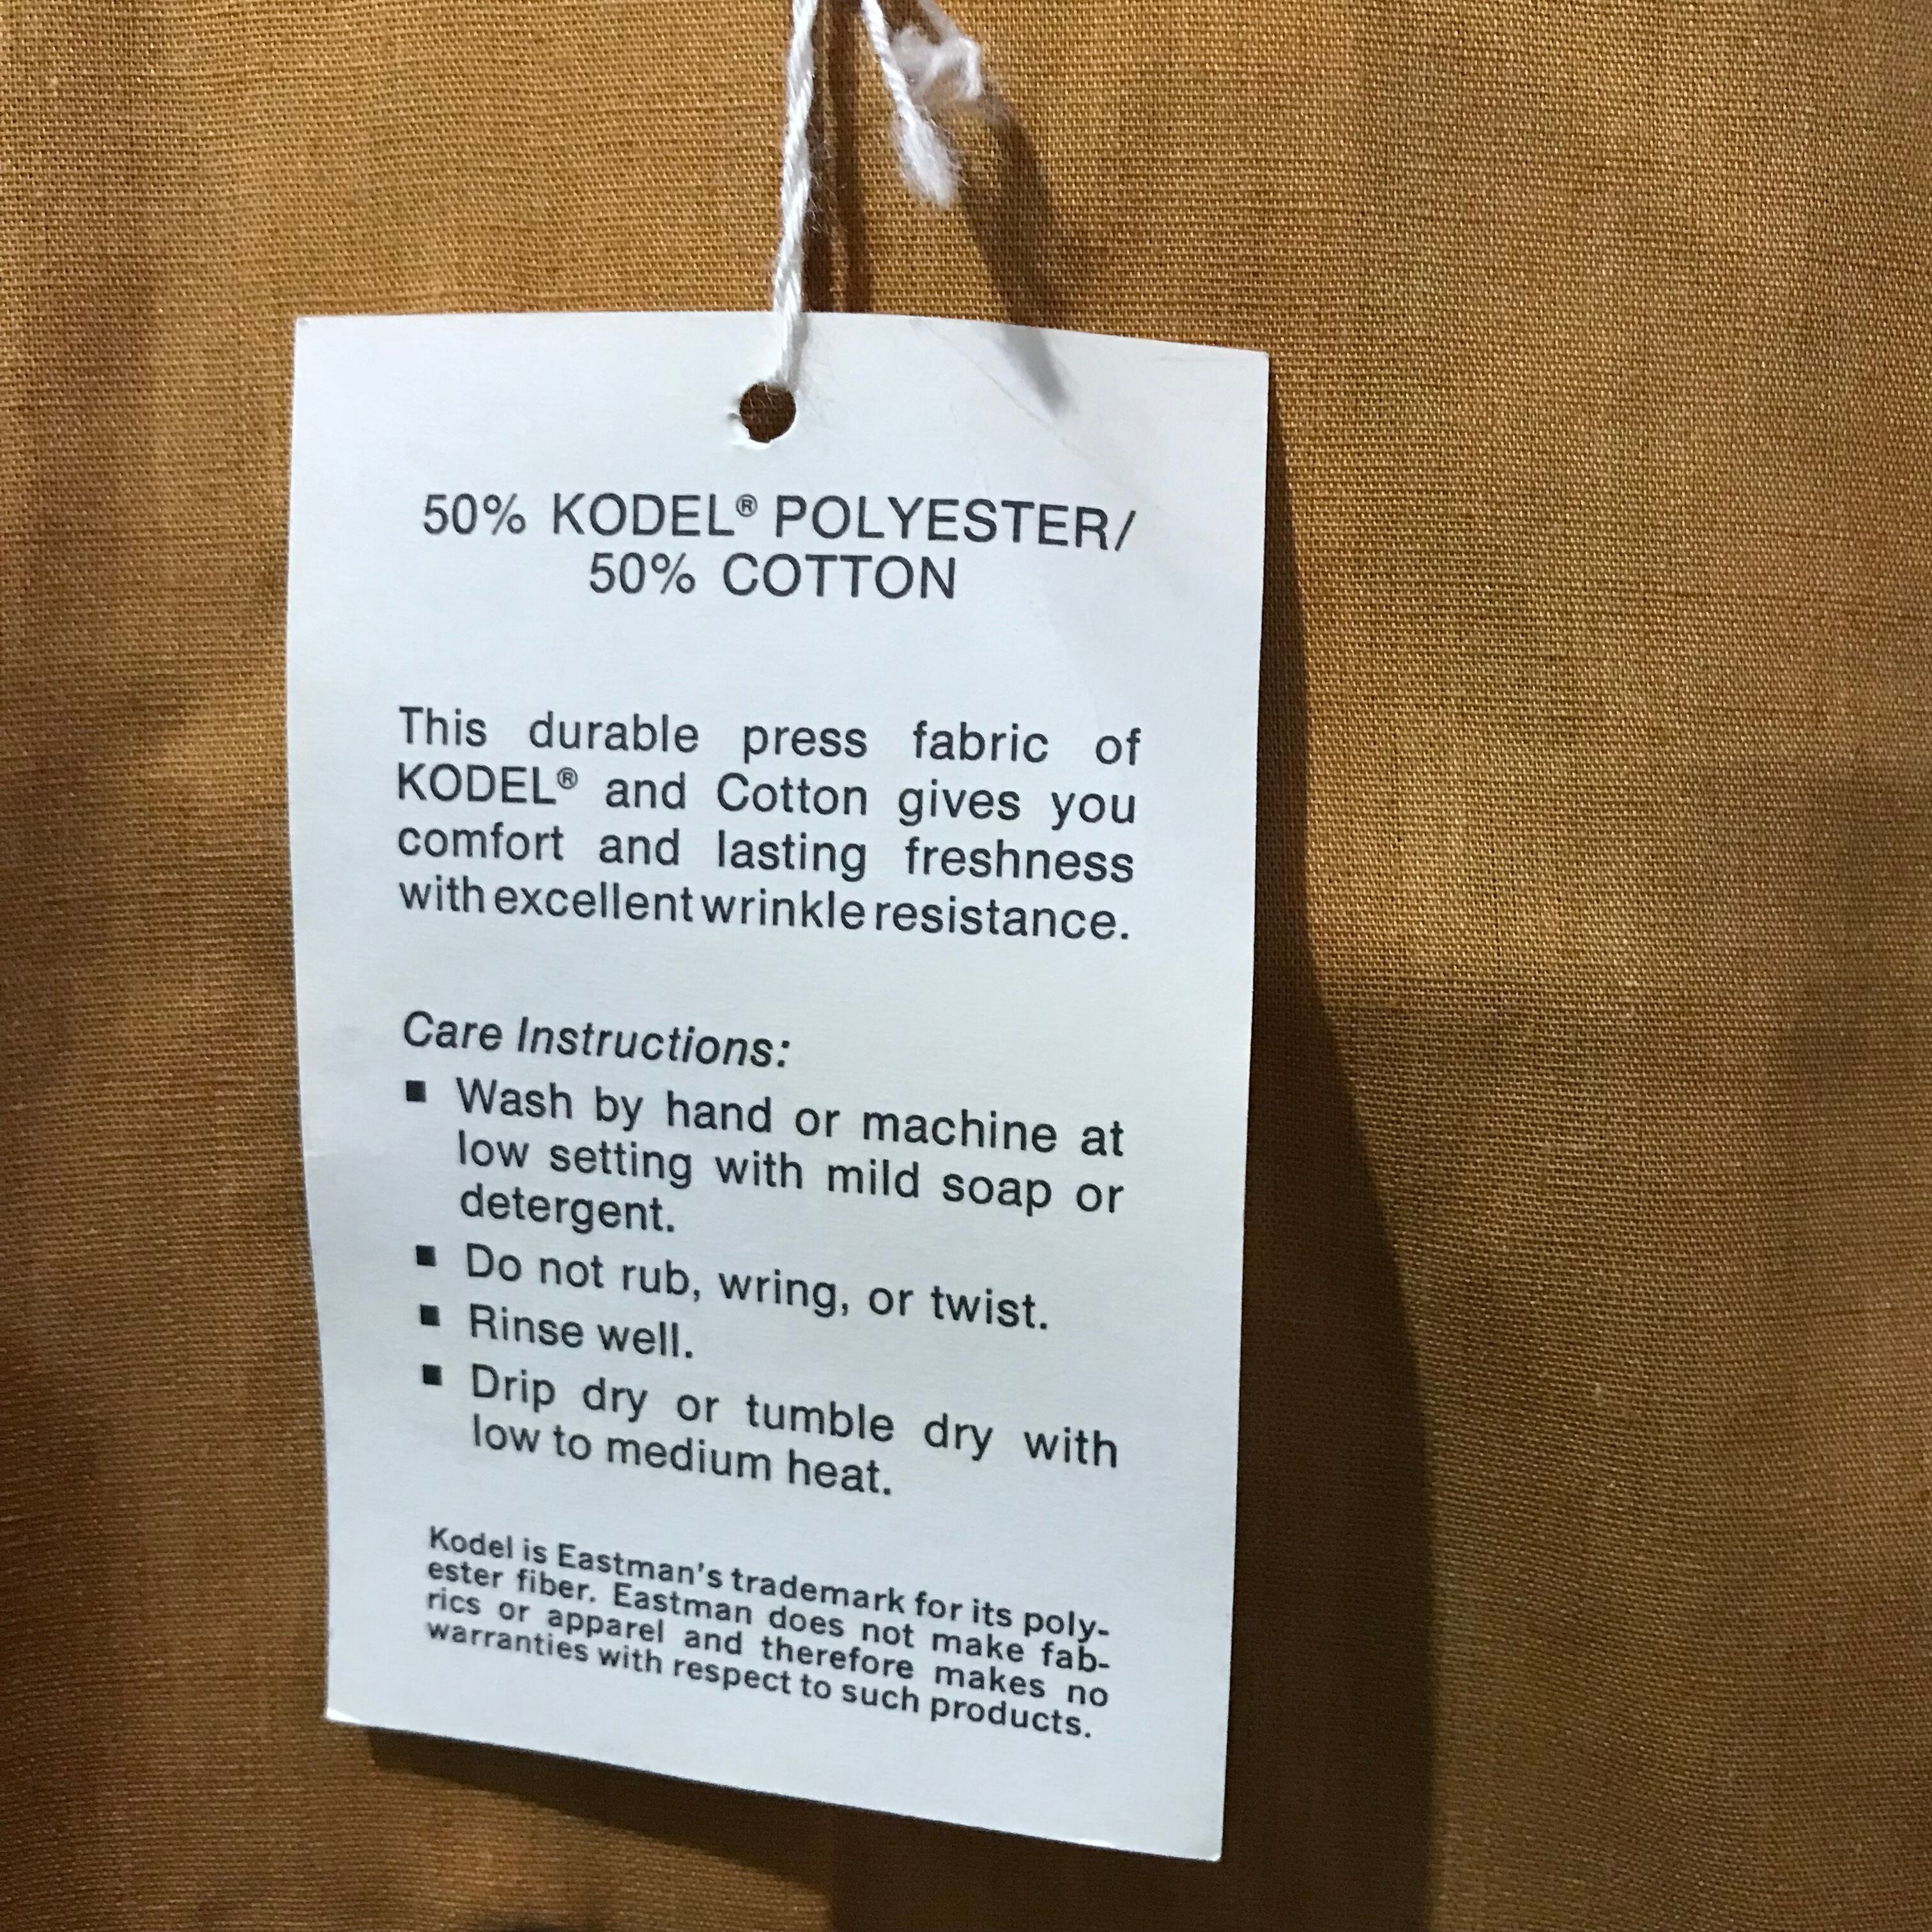 50% KODEL® POLYESTER/
50% COTTON
This durable press fabric of
KODEL® and Cotton gives you
comfort and lasting freshness
with excellent wrinkle resistance.
Care Instructions:
▪ Wash by hand or machine at
low setting with mild soap or
detergent.
▪ Do not rub, wring, or twist.
▪ Rinse well.
▪ Drip dry or tumble dry with
low to medium heat.
Kodel is Eastman's trademark for its poly-
ester fiber. Eastman does not make fab-
rics or apparel and therefore makes no
warranties with respect to such products.